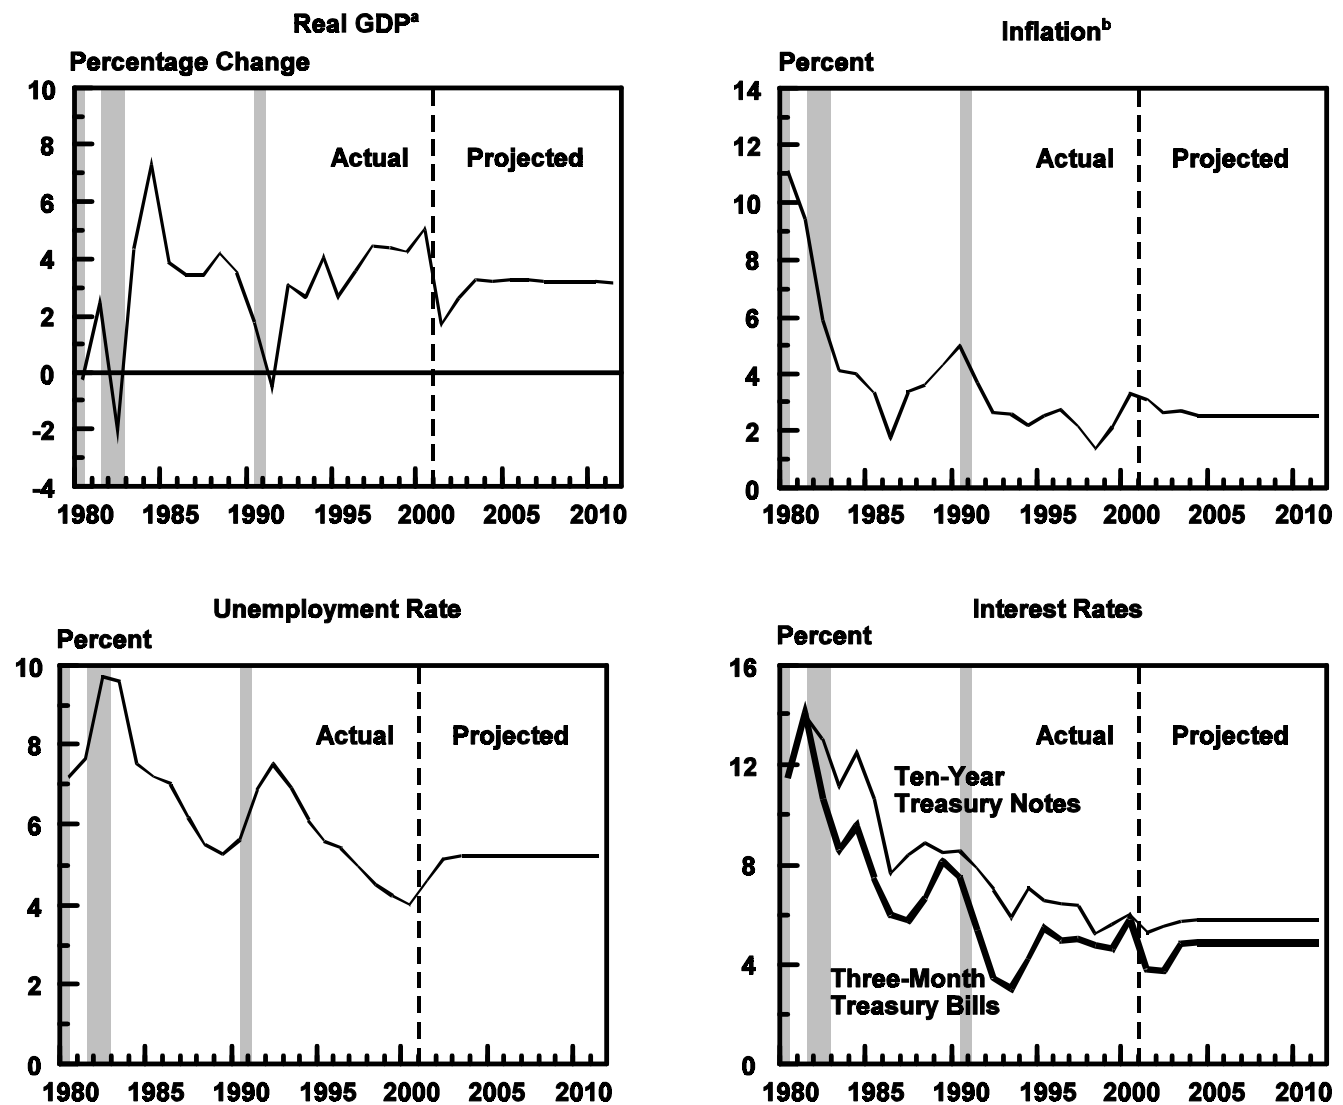 Real GDPᵃ
Percentage Change
10
8
6
4
2
0
-2
-4
Actual
Projected
1980 1985 1990 1995 2000 2005 2010
Inflationᵇ
Percent
14
12
10
8
6
4
2
0
Actual
Projected
1980 1985 1990 1995 2000 2005 2010
Unemployment Rate
Percent
10
8
6
4
2
0
Actual
Projected
1980 1985 1990 1995 2000 2005 2010
Interest Rates
Percent
16
12
8
4
0
Actual
Projected
Ten-Year
Treasury Notes
Three-Month
Treasury Bills
1980 1985 1990 1995 2000 2005 2010